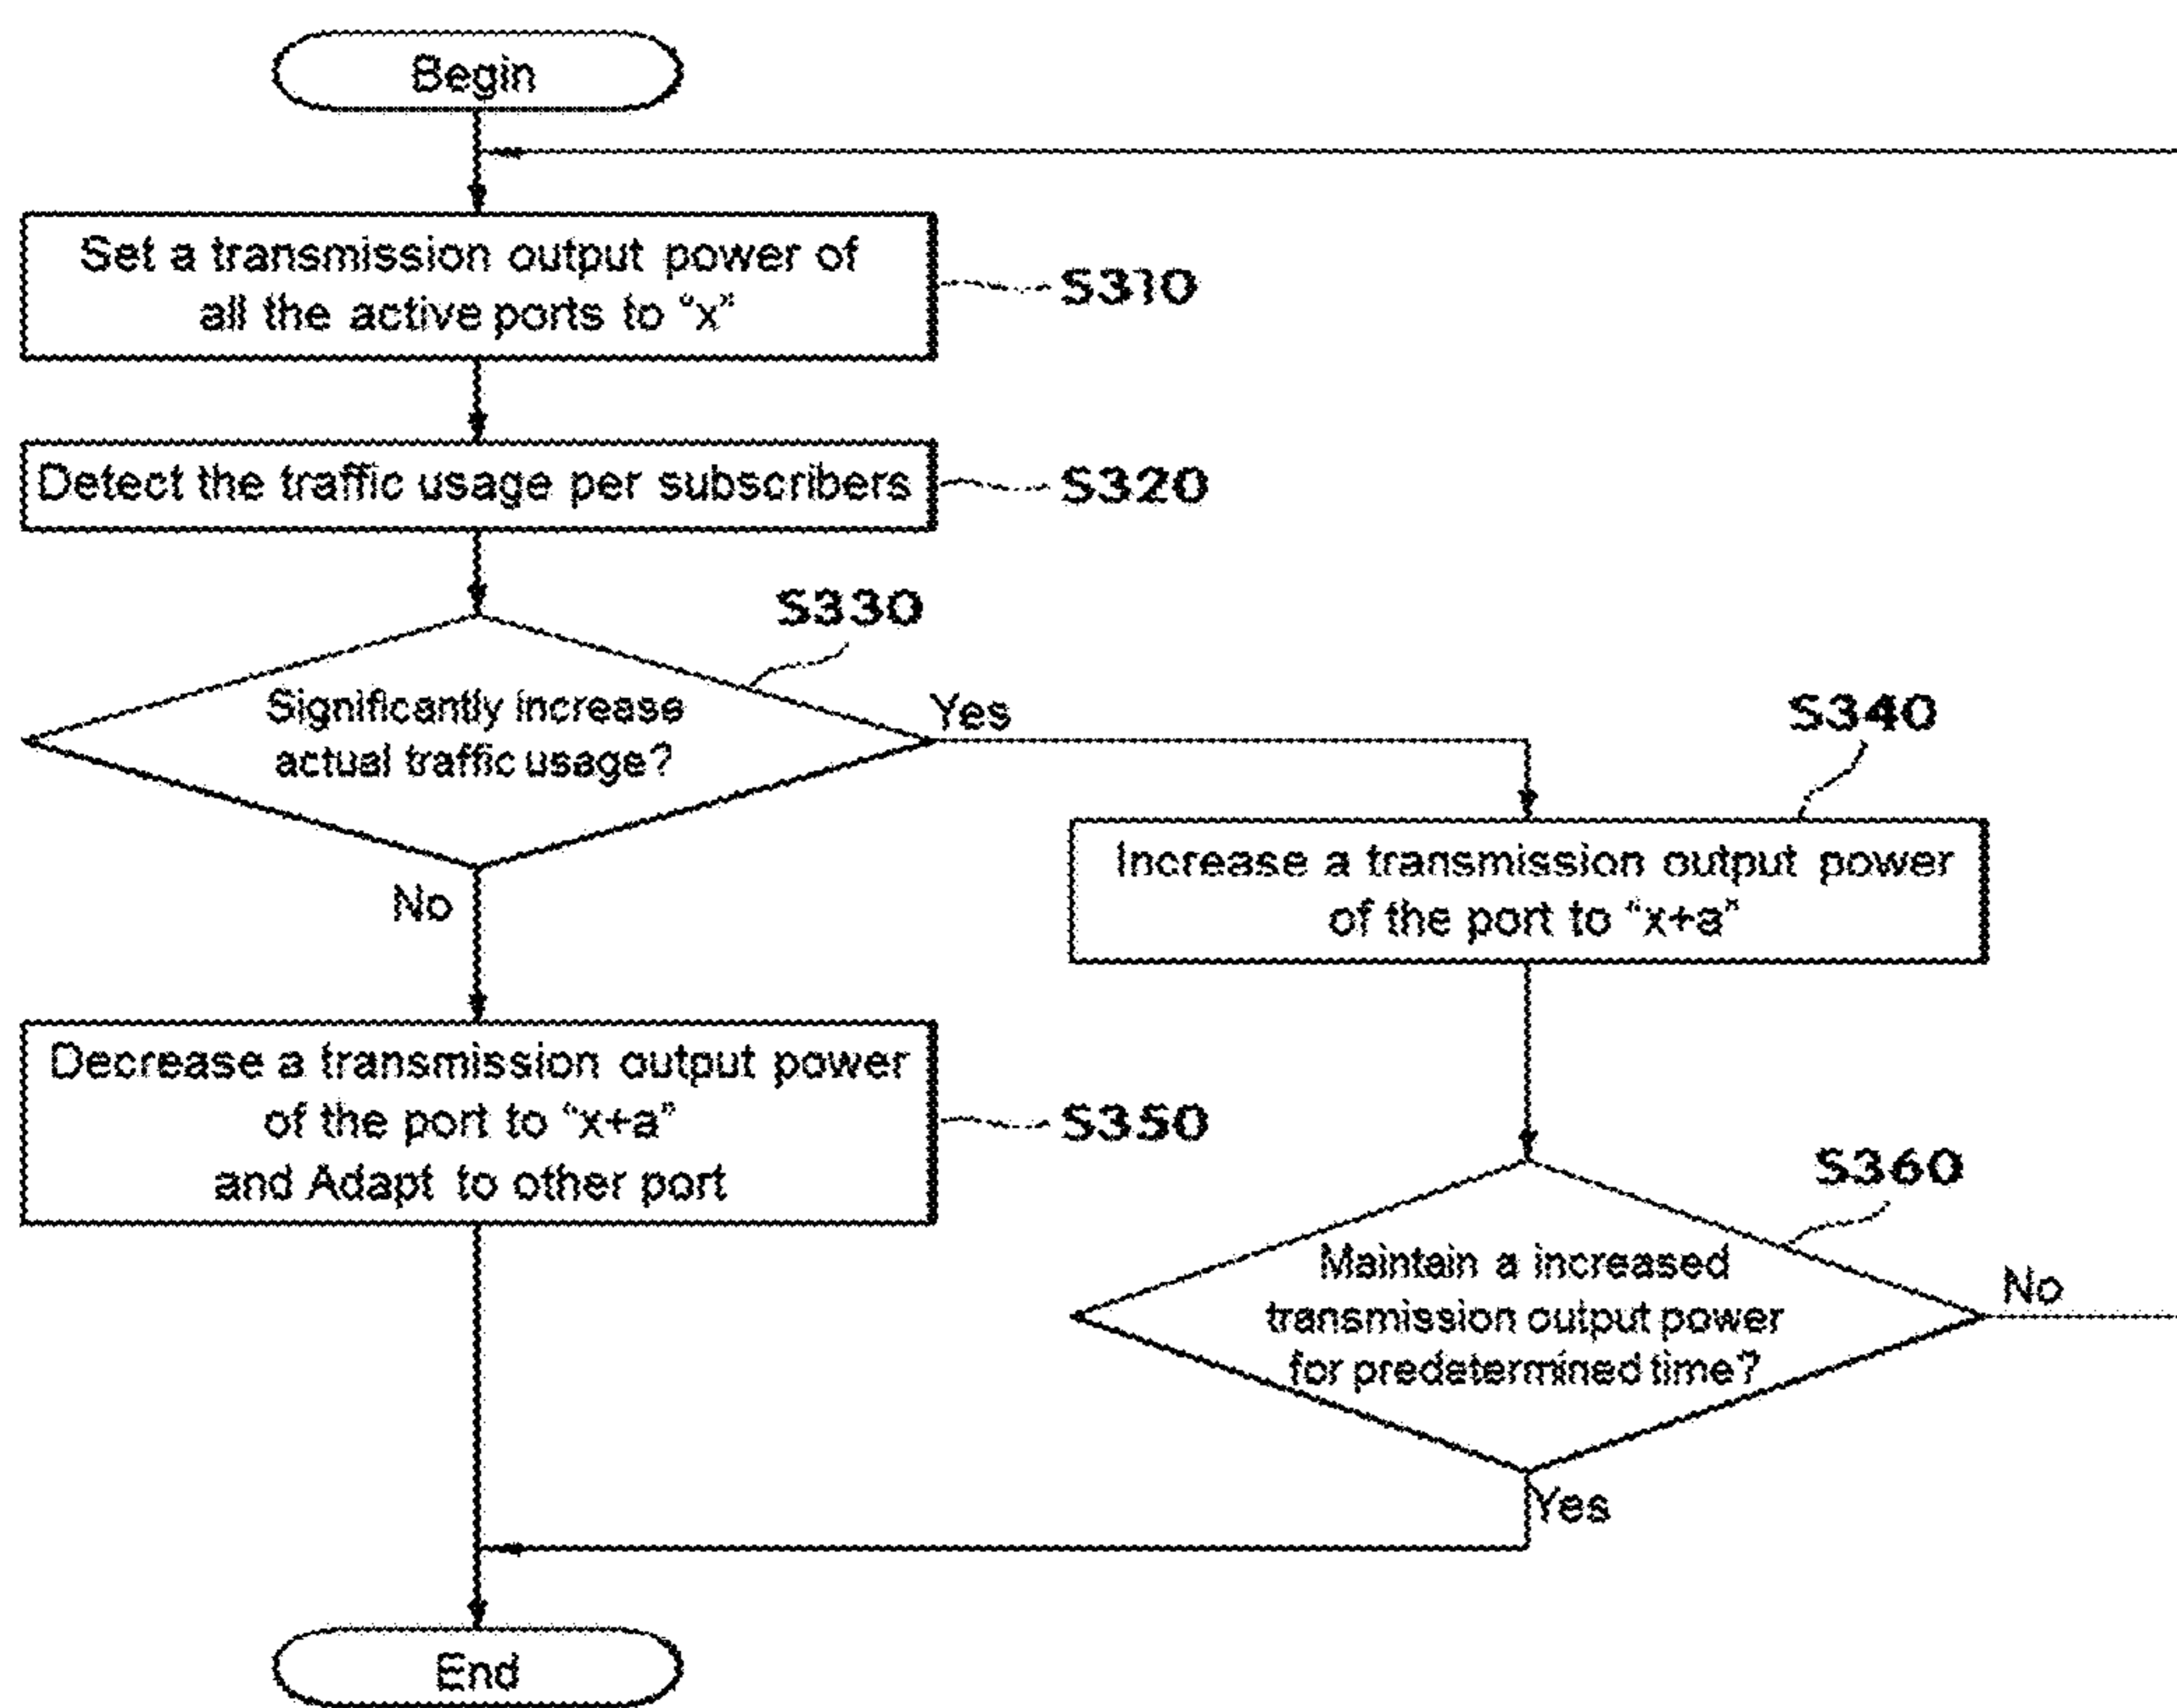 Begin
Set a transmission output power of
all the active ports to “x”
S310
Detect the traffic usage per subscribers
S320
S330
Significantly increase
actual traffic usage?
Yes
No
S340
Increase a transmission output power
of the port to “x+a”
Decrease a transmission output power
of the port to “x+a”
and Adapt to other port
S350
S360
Maintain a increased
transmission output power
for predetermined time?
No
Yes
End